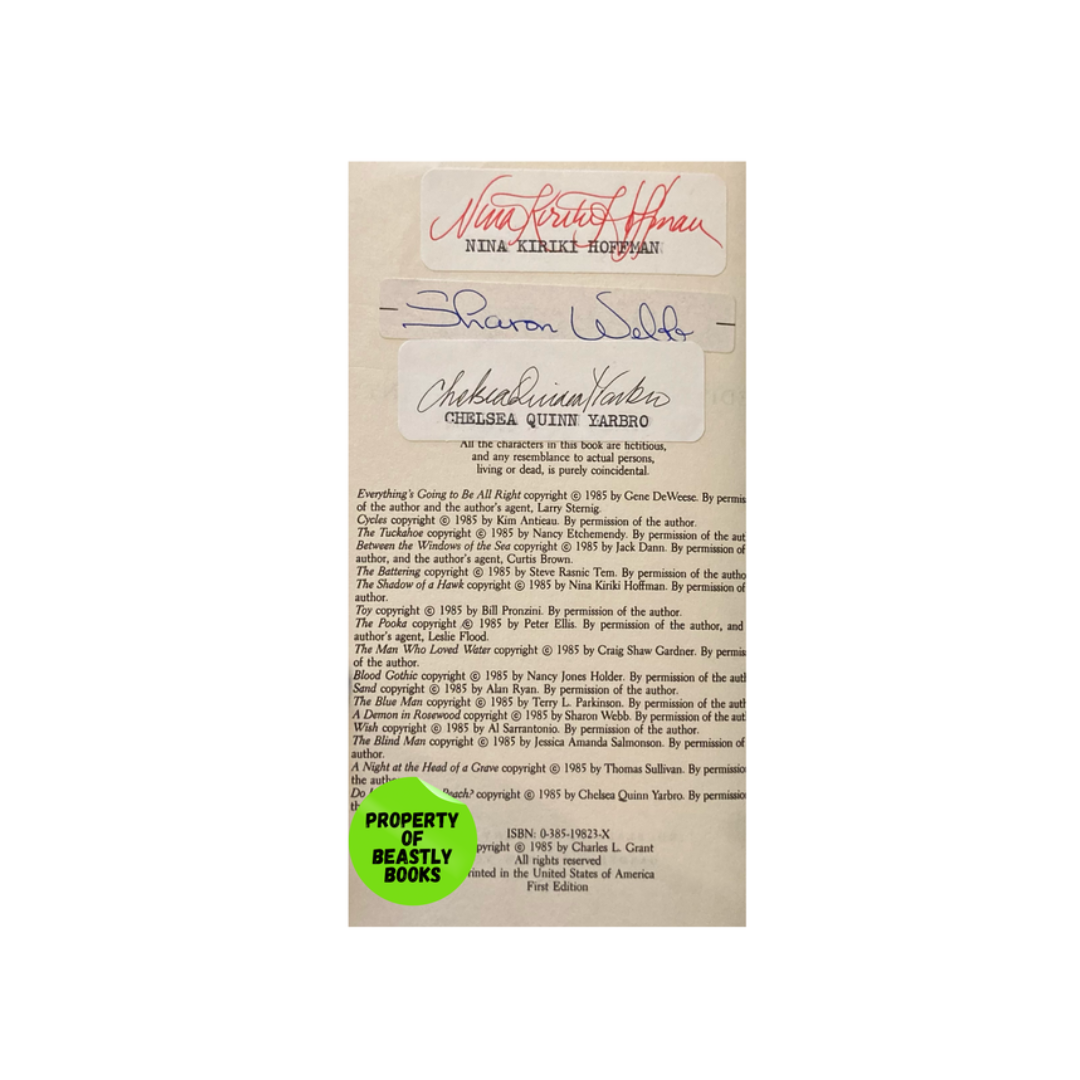 Nina Kiriki Hoffman
NINA KIRIKI HOFFMAN
- Sharon Webb -
Chelsea Quinn Yarbro
CHELSEA QUINN YARBRO
All the characters in this book are fictitious,
and any resemblance to actual persons,
living or dead, is purely coincidental.
Everything's Going to Be All Right copyright © 1985 by Gene DeWeese. By permis
of the author and the author's agent, Larry Sternig.
Cycles copyright © 1985 by Kim Antieau. By permission of the author.
The Tuckahoe copyright © 1985 by Nancy Etchemendy. By permission of the aut
Between the Windows of the Sea copyright © 1985 by Jack Dann. By permission of
author, and the author's agent, Curtis Brown.
The Battering copyright © 1985 by Steve Rasnic Tem. By permission of the autho
The Shadow of a Hawk copyright © 1985 by Nina Kiriki Hoffman. By permission of
author.
Toy copyright © 1985 by Bill Pronzini. By permission of the author.
The Pooka copyright © 1985 by Peter Ellis. By permission of the author, and
author's agent, Leslie Flood.
The Man Who Loved Water copyright © 1985 by Craig Shaw Gardner. By permis
of the author.
Blood Gothic copyright © 1985 by Nancy Jones Holder. By permission of the aut
Sand copyright © 1985 by Alan Ryan. By permission of the author.
The Blue Man copyright © 1985 by Terry L. Parkinson. By permission of the auth
A Demon in Rosewood copyright © 1985 by Sharon Webb. By permission of the aut
Wish copyright © 1985 by Al Sarrantonio. By permission of the author.
The Blind Man copyright © 1985 by Jessica Amanda Salmonson. By permission of
author.
A Night at the Head of a Grave copyright © 1985 by Thomas Sullivan. By permissio
the auth
Do each? copyright © 1985 by Chelsea Quinn Yarbro. By permissio
th
PROPERTY
OF
BEASTLY
BOOKS
ISBN: 0-385-19823-X
pyright © 1985 by Charles L. Grant
All rights reserved
rinted in the United States of America
First Edition